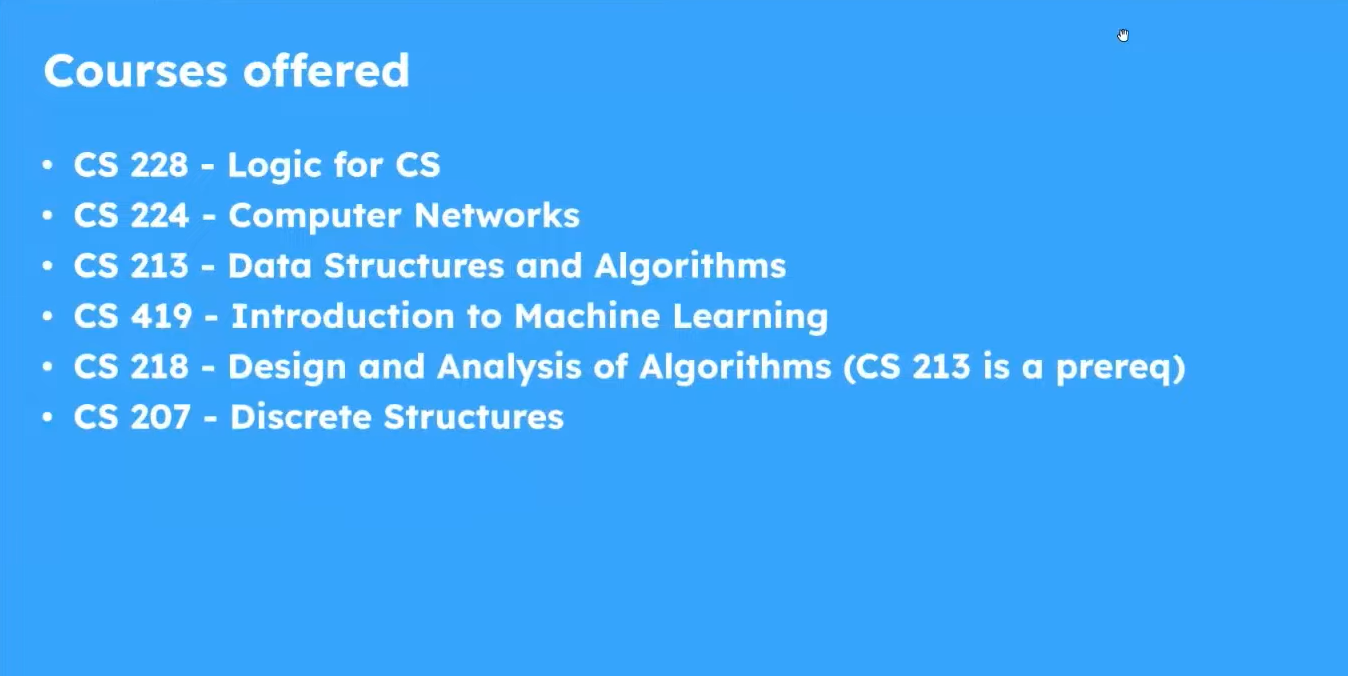 Courses offered
• CS 228 - Logic for CS
• CS 224 - Computer Networks
• CS 213 - Data Structures and Algorithms
• CS 419 - Introduction to Machine Learning
• CS 218 - Design and Analysis of Algorithms (CS 213 is a prereq)
• CS 207 - Discrete Structures